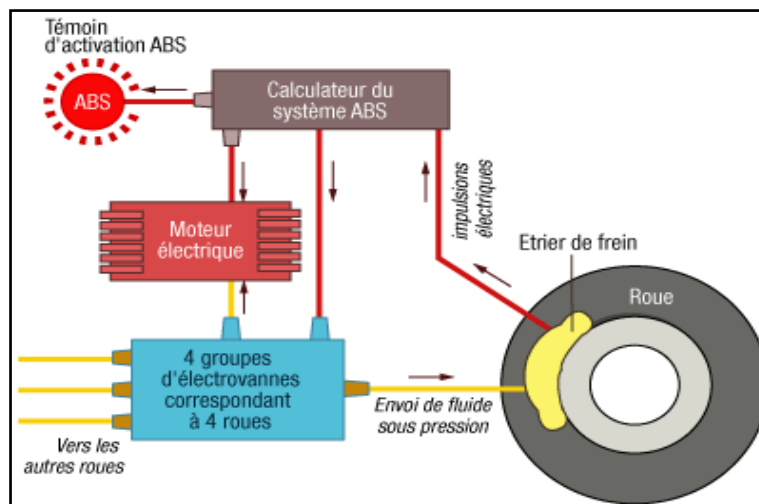 Témoin
d'activation ABS
ABS
Calculateur du
système ABS
Moteur
électrique
impulsions
électriques
Etrier de frein
Roue
4 groupes
d'électrovannes
correspondant
à 4 roues
Envoi de fluide
sous pression
Vers les
autres roues